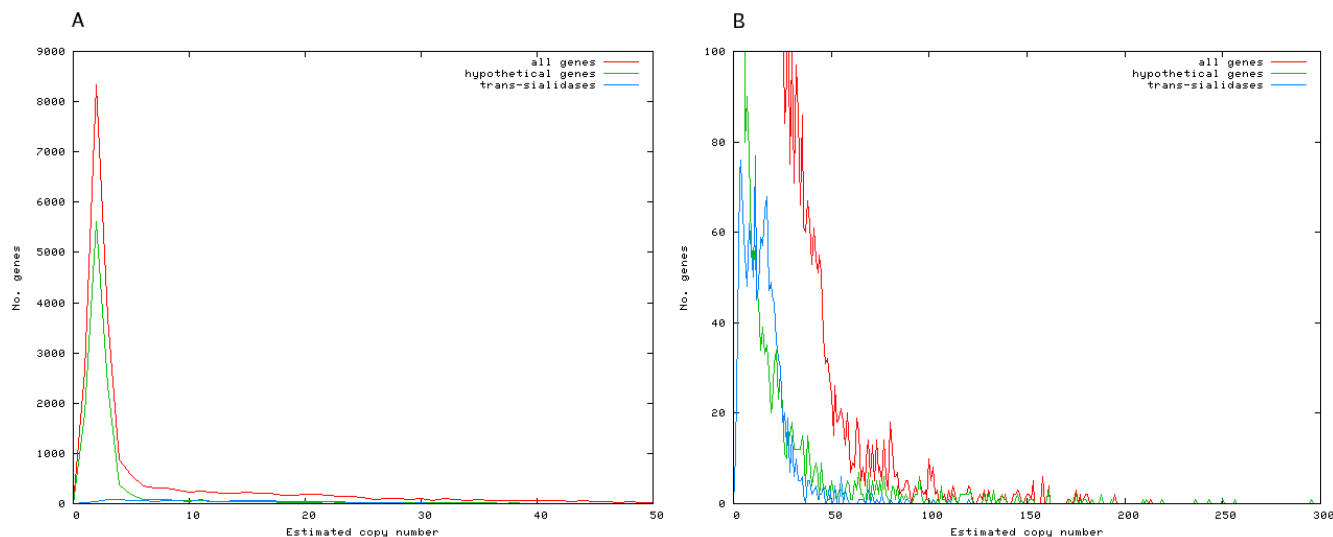 A
9000
8000
7000
6000
5000
4000
3000
2000
1000
0
No. genes
all genes
hypothetical genes
trans-sialidases
0 10 20 30 40 50
Estimated copy number
B
100
80
60
40
20
0
No. genes
all genes
hypothetical genes
trans-sialidases
0 50 100 150 200 250 300
Estimated copy number